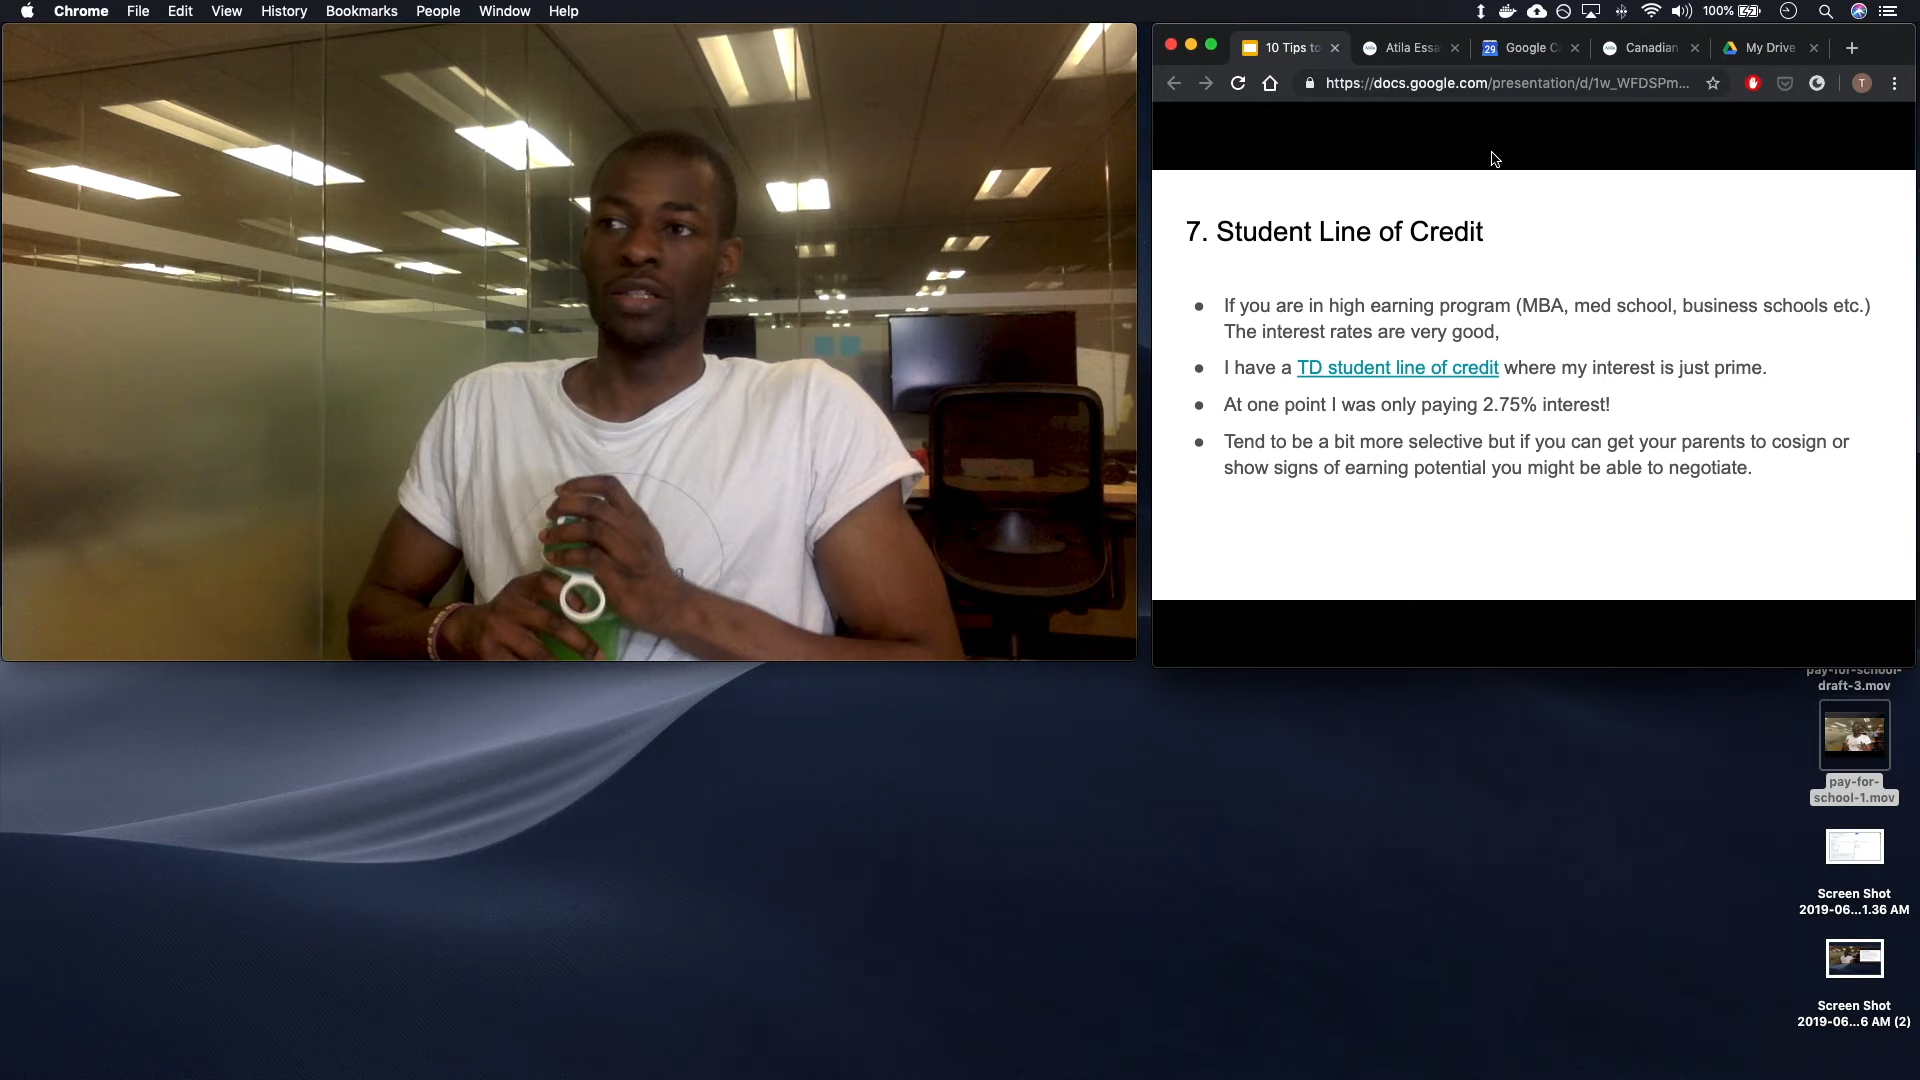 Chrome File Edit View History Bookmarks People Window Help 100%
10 Tips to Atila Essa 29 Google Ca Canadian My Drive
https://docs.google.com/presentation/d/1w_WFDSPm... T
7. Student Line of Credit
● If you are in high earning program (MBA, med school, business schools etc.)
The interest rates are very good,
● I have a TD student line of credit where my interest is just prime.
● At one point I was only paying 2.75% interest!
● Tend to be a bit more selective but if you can get your parents to cosign or
show signs of earning potential you might be able to negotiate.
pay-for-school-
draft-3.mov
pay-for-
school-1.mov
Screen Shot
2019-06...1.36 AM
Screen Shot
2019-06...6 AM (2)